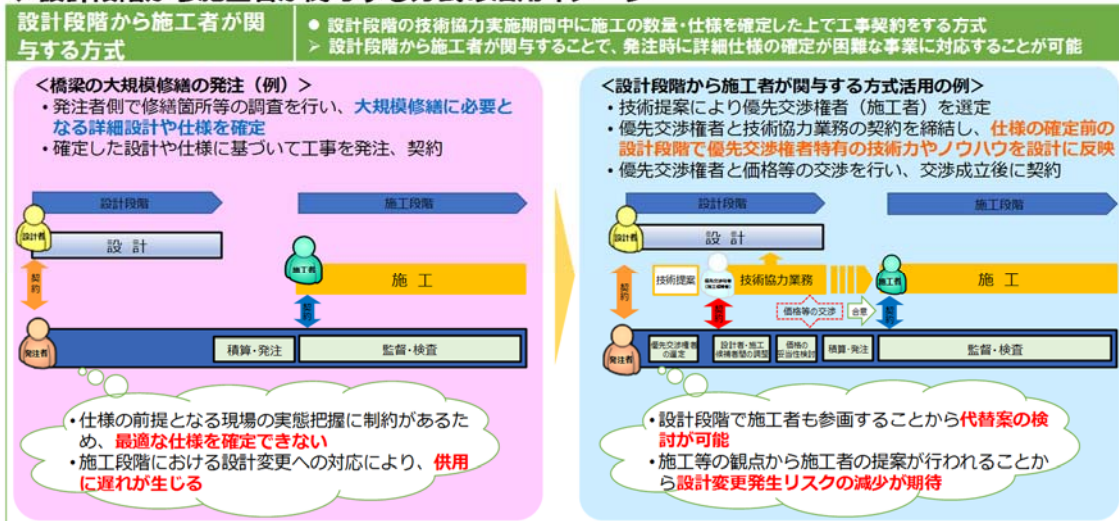 設計段階から施工者が関与する方式
● 設計段階の技術協力実施期間中に施工の数量・仕様を確定した上で工事契約をする方式
➢ 設計段階から施工者が関与することで、発注時に詳細仕様の確定が困難な事業に対応することが可能
<橋梁の大規模修繕の発注（例）>
・発注者側で修繕箇所等の調査を行い、大規模修繕に必要と
なる詳細設計や仕様を確定
・確定した設計や仕様に基づいて工事を発注、契約
設計段階
施工段階
設計者
設 計
施工者
施 工
契約
契約
発注者
積算・発注
監督・検査
・仕様の前提となる現場の実態把握に制約があるた
め、最適な仕様を確定できない
・施工段階における設計変更への対応により、供用
に遅れが生じる
<設計段階から施工者が関与する方式活用の例>
・技術提案により優先交渉権者（施工者）を選定
・優先交渉権者と技術協力業務の契約を締結し、仕様の確定前の
設計段階で優先交渉権者特有の技術力やノウハウを設計に反映
・優先交渉権者と価格等の交渉を行い、交渉成立後に契約
設計段階
施工段階
設計者
設 計
技術提案
技術協力業務
施工者
施 工
契約
契約
価格等の交渉
合意
契約
発注者
優先交渉権者
の選定
設計者・施工
候補者間の調整
価格の
妥当性検討
積算・発注
監督・検査
・設計段階で施工者も参画することから代替案の検
討が可能
・施工等の観点から施工者の提案が行われることか
ら設計変更発生リスクの減少が期待